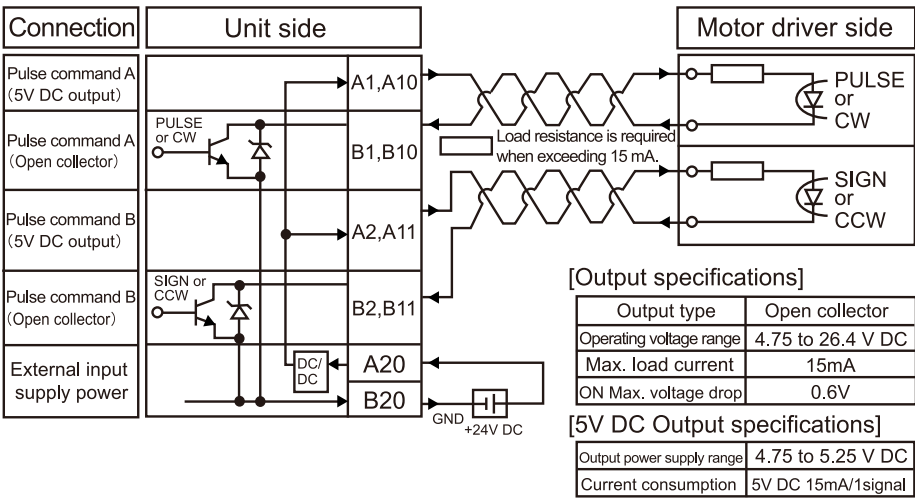 Connection
Unit side
Motor driver side
Pulse command A
(5V DC output)
A1,A10
PULSE
or
CW
Pulse command A
(Open collector)
PULSE
or CW
B1,B10
Load resistance is required
when exceeding 15 mA.
Pulse command B
(5V DC output)
A2,A11
SIGN
or
CCW
Pulse command B
(Open collector)
SIGN or
CCW
B2,B11
External input
supply power
DC/
DC
A20
B20
GND
+24V DC
[Output specifications]
Output type Open collector
Operating voltage range 4.75 to 26.4 V DC
Max. load current 15mA
ON Max. voltage drop 0.6V
[5V DC Output specifications]
Output power supply range 4.75 to 5.25 V DC
Current consumption 5V DC 15mA/1signal